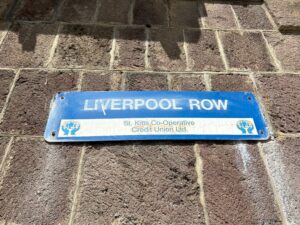 LIVERPOOL ROW
St. Kitts Co-Operative
Credit Union Ltd.